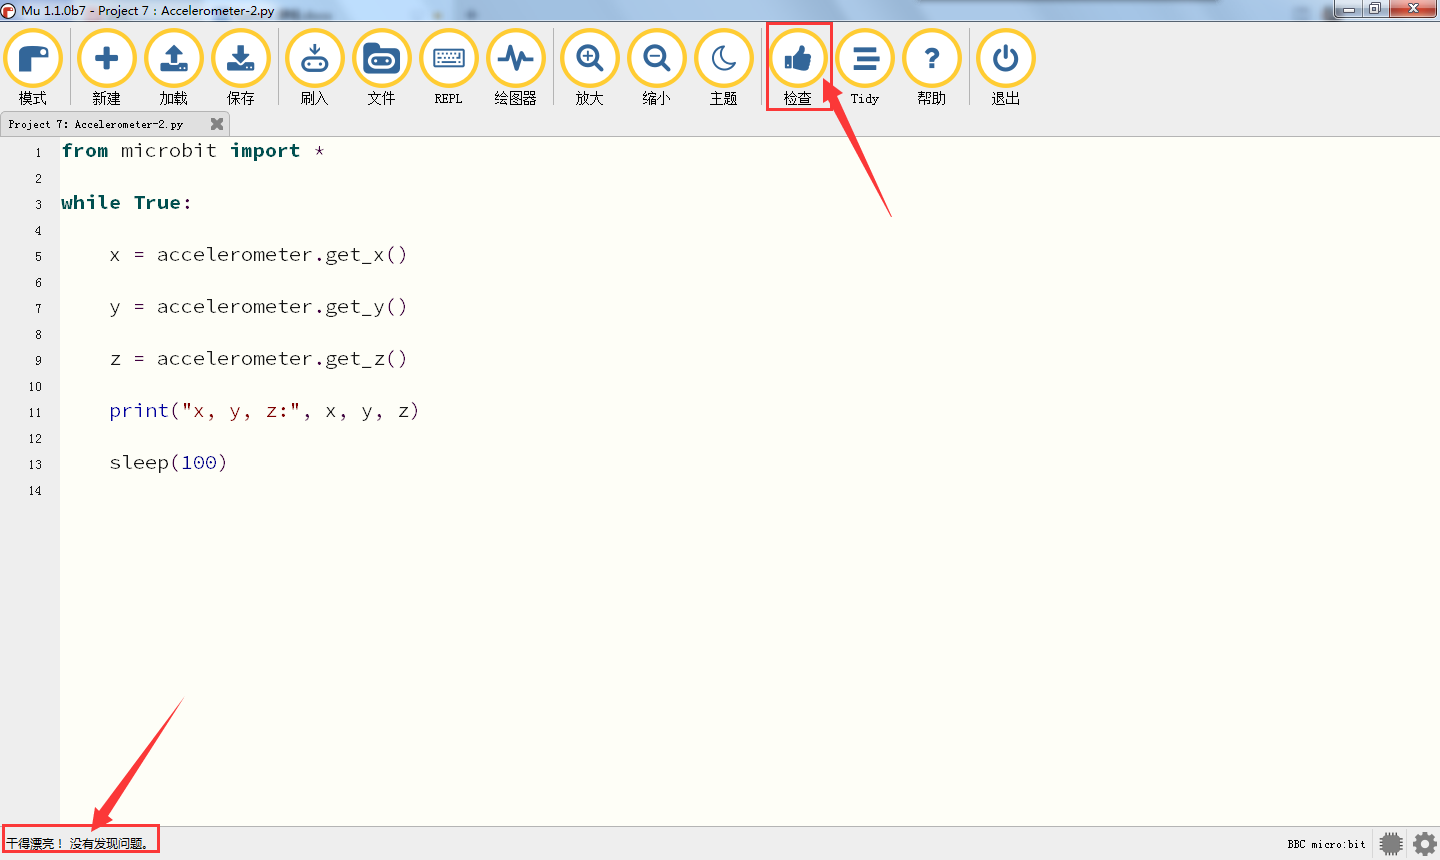 Mu 1.1.0b7 - Project 7：Accelerometer-2.py
模式 新建 加载 保存 刷入 文件 REPL 绘图器 放大 缩小 主题 检查 Tidy 帮助 退出
Project 7：Accelerometer-2.py
1 from microbit import *
2
3 while True:
4
5 x = accelerometer.get_x()
6
7 y = accelerometer.get_y()
8
9 z = accelerometer.get_z()
10
11 print("x, y, z:", x, y, z)
12
13 sleep(100)
14
干得漂亮！ 没有发现问题。
BBC micro:bit